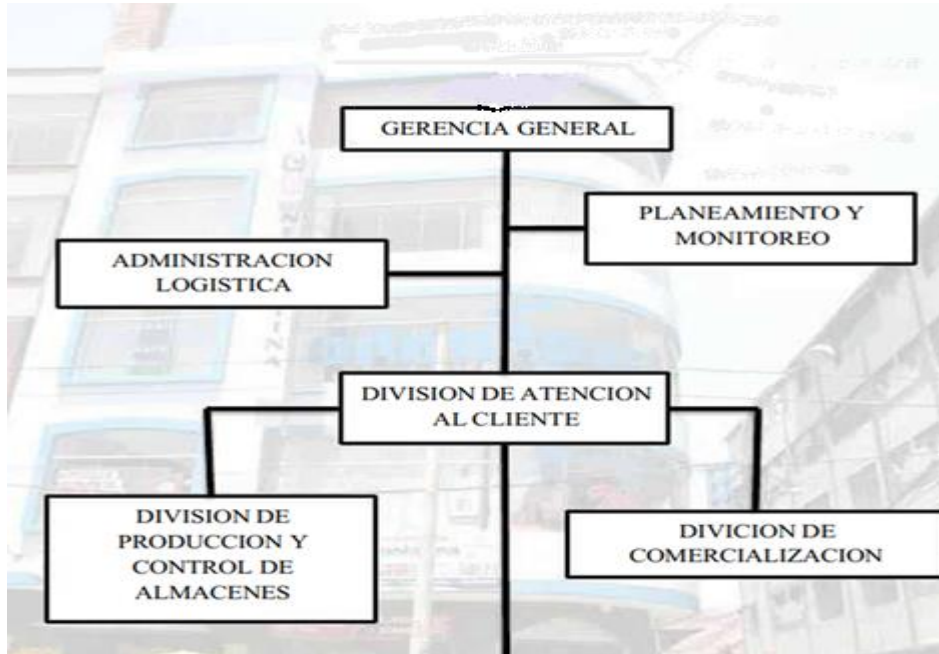 GERENCIA GENERAL
PLANEAMIENTO Y
MONITOREO
ADMINISTRACION
LOGISTICA
DIVISION DE ATENCION
AL CLIENTE
DIVISION DE
PRODUCCION Y
CONTROL DE
ALMACENES
DIVICION DE
COMERCIALIZACION